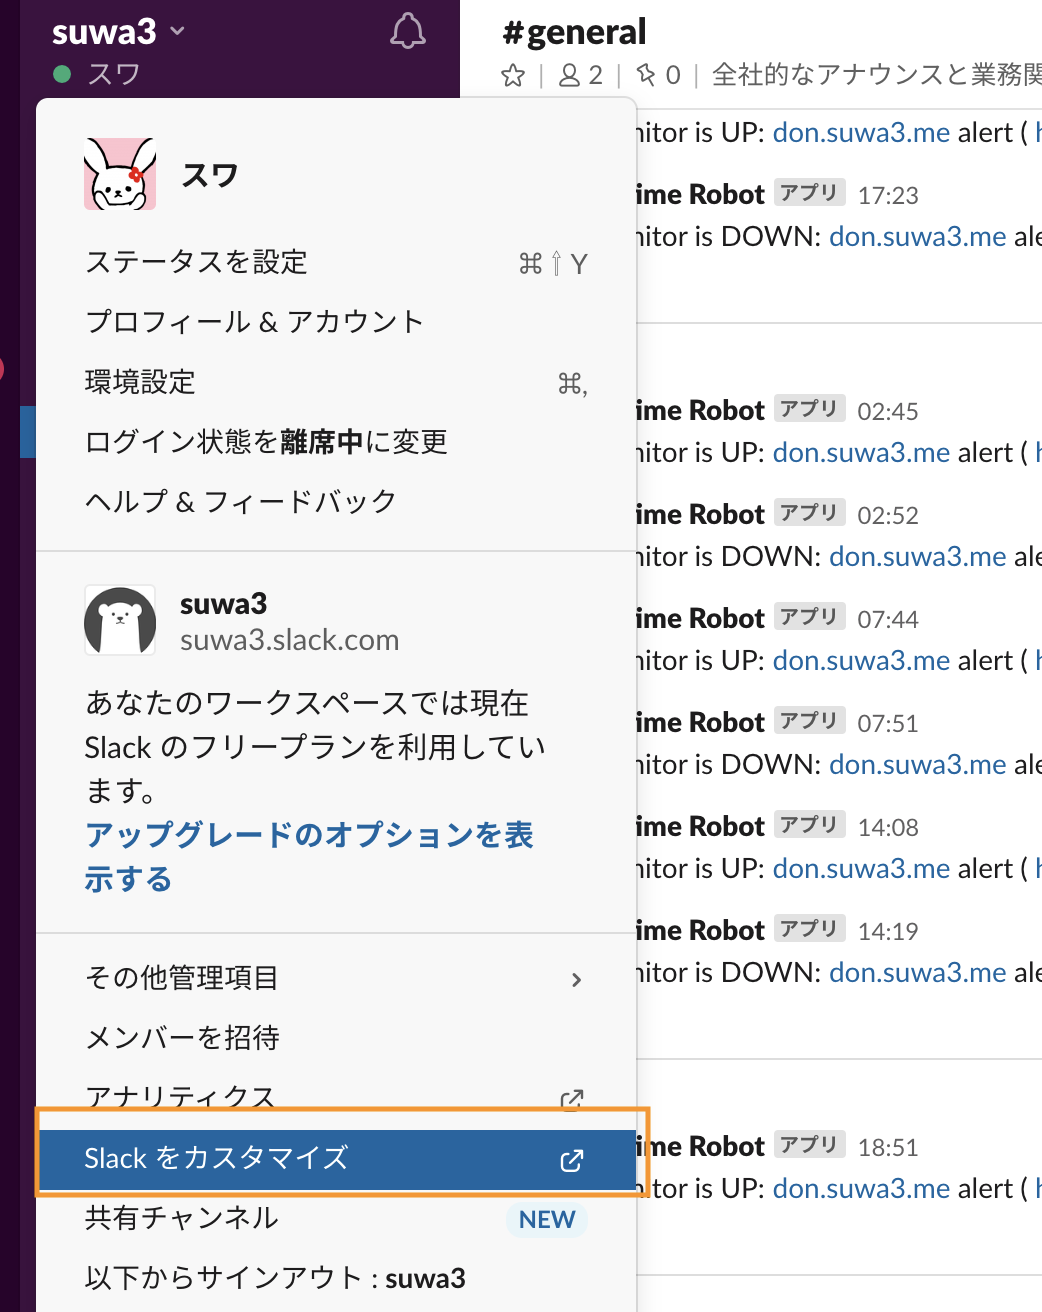 suwa3
スワ
#general
2 | 0 | 全社的なアナウンスと業務関
スワ
ステータスを設定 ⌘⇧Y
プロフィール & アカウント
環境設定 ⌘,
ログイン状態を離席中に変更
ヘルプ & フィードバック
suwa3
suwa3.slack.com
あなたのワークスペースでは現在
Slack のフリープランを利用してい
ます。
アップグレードのオプションを表
示する
その他管理項目
メンバーを招待
アナリティクス
Slack をカスタマイズ
共有チャンネル NEW
以下からサインアウト : suwa3
nitor is UP: don.suwa3.me alert (
ime Robot アプリ 17:23
nitor is DOWN: don.suwa3.me ale
ime Robot アプリ 02:45
nitor is UP: don.suwa3.me alert (
ime Robot アプリ 02:52
nitor is DOWN: don.suwa3.me ale
ime Robot アプリ 07:44
nitor is UP: don.suwa3.me alert (
ime Robot アプリ 07:51
nitor is DOWN: don.suwa3.me ale
ime Robot アプリ 14:08
nitor is UP: don.suwa3.me alert (
ime Robot アプリ 14:19
nitor is DOWN: don.suwa3.me ale
ime Robot アプリ 18:51
itor is UP: don.suwa3.me alert (